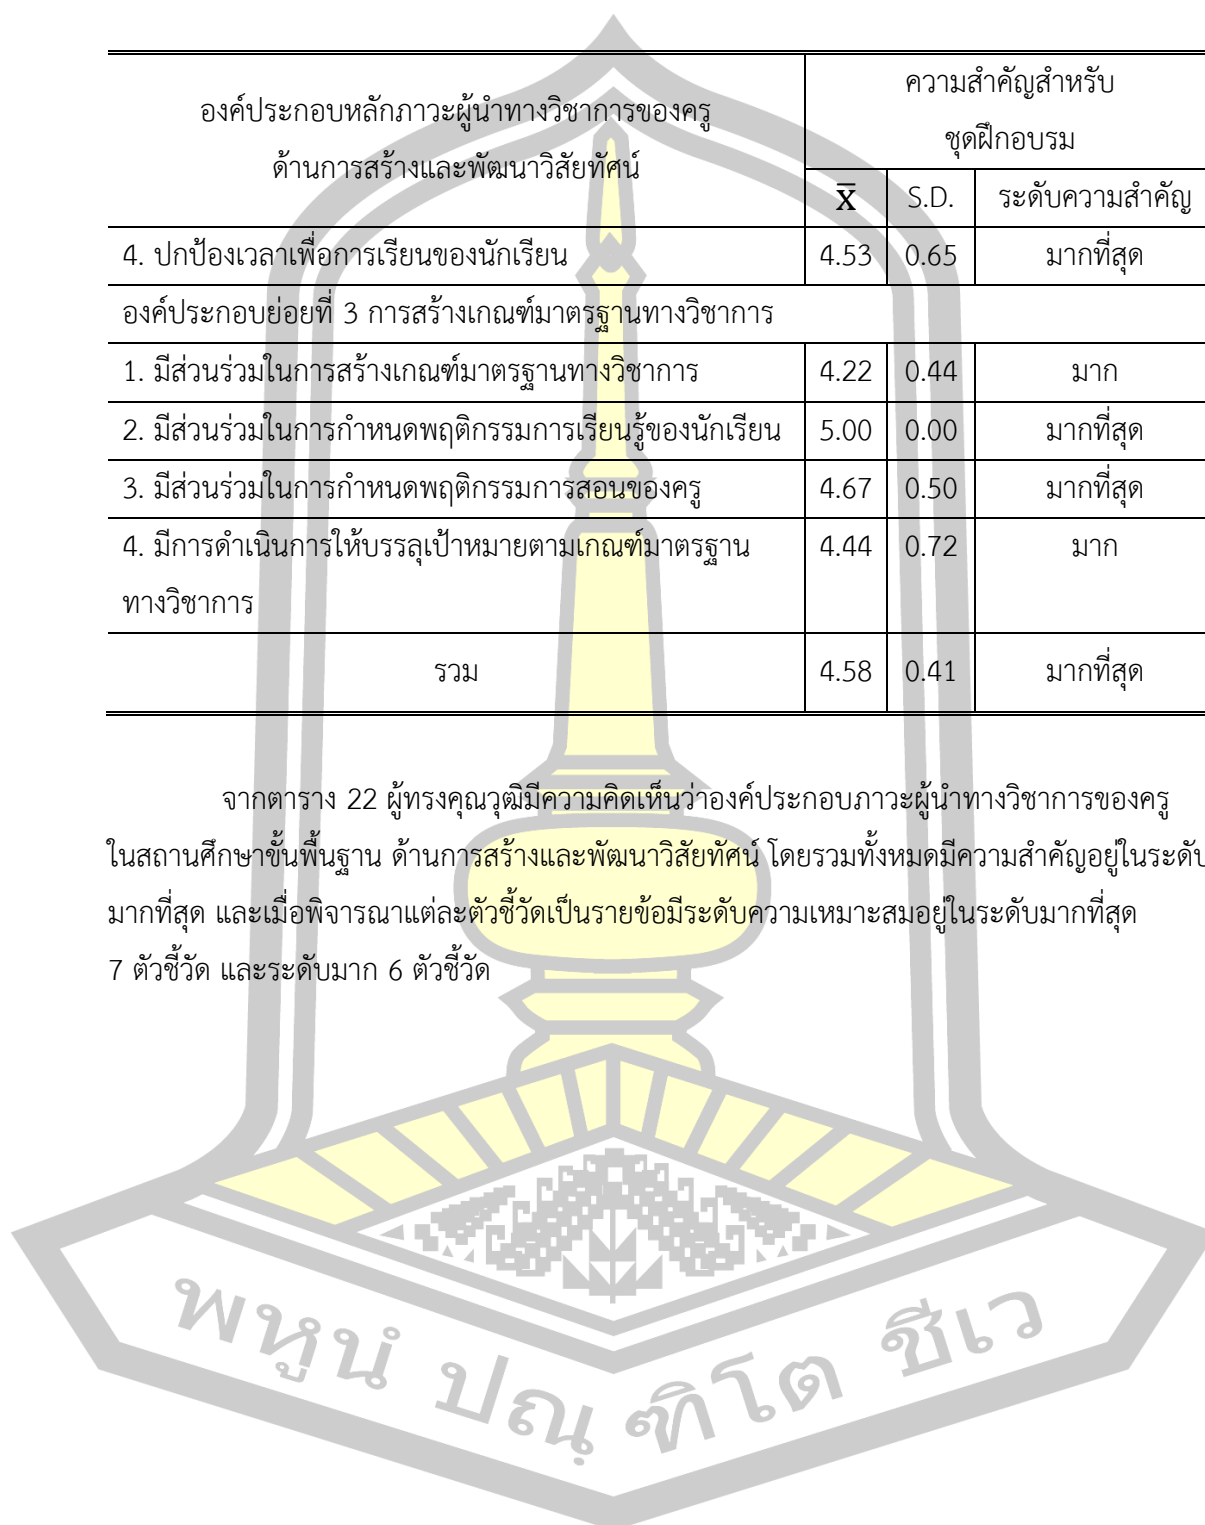 องค์ประกอบหลักภาวะผู้นำทางวิชาการของครู
ด้านการสร้างและพัฒนาวิสัยทัศน์
ความสำคัญสำหรับ
ชุดฝึกอบรม
x̄ S.D. ระดับความสำคัญ
4. ปกป้องเวลาเพื่อการเรียนของนักเรียน 4.53 0.65 มากที่สุด
องค์ประกอบย่อยที่ 3 การสร้างเกณฑ์มาตรฐานทางวิชาการ
1. มีส่วนร่วมในการสร้างเกณฑ์มาตรฐานทางวิชาการ 4.22 0.44 มาก
2. มีส่วนร่วมในการกำหนดพฤติกรรมการเรียนรู้ของนักเรียน 5.00 0.00 มากที่สุด
3. มีส่วนร่วมในการกำหนดพฤติกรรมการสอนของครู 4.67 0.50 มากที่สุด
4. มีการดำเนินการให้บรรลุเป้าหมายตามเกณฑ์มาตรฐาน 4.44 0.72 มาก
ทางวิชาการ
รวม 4.58 0.41 มากที่สุด
จากตาราง 22 ผู้ทรงคุณวุฒิมีความคิดเห็นว่าองค์ประกอบภาวะผู้นำทางวิชาการของครู
ในสถานศึกษาขั้นพื้นฐาน ด้านการสร้างและพัฒนาวิสัยทัศน์ โดยรวมทั้งหมดมีความสำคัญอยู่ในระดับ
มากที่สุด และเมื่อพิจารณาแต่ละตัวชี้วัดเป็นรายข้อมีระดับความเหมาะสมอยู่ในระดับมากที่สุด
7 ตัวชี้วัด และระดับมาก 6 ตัวชี้วัด
พหูนํ ปณฺฑิโต ชีเว